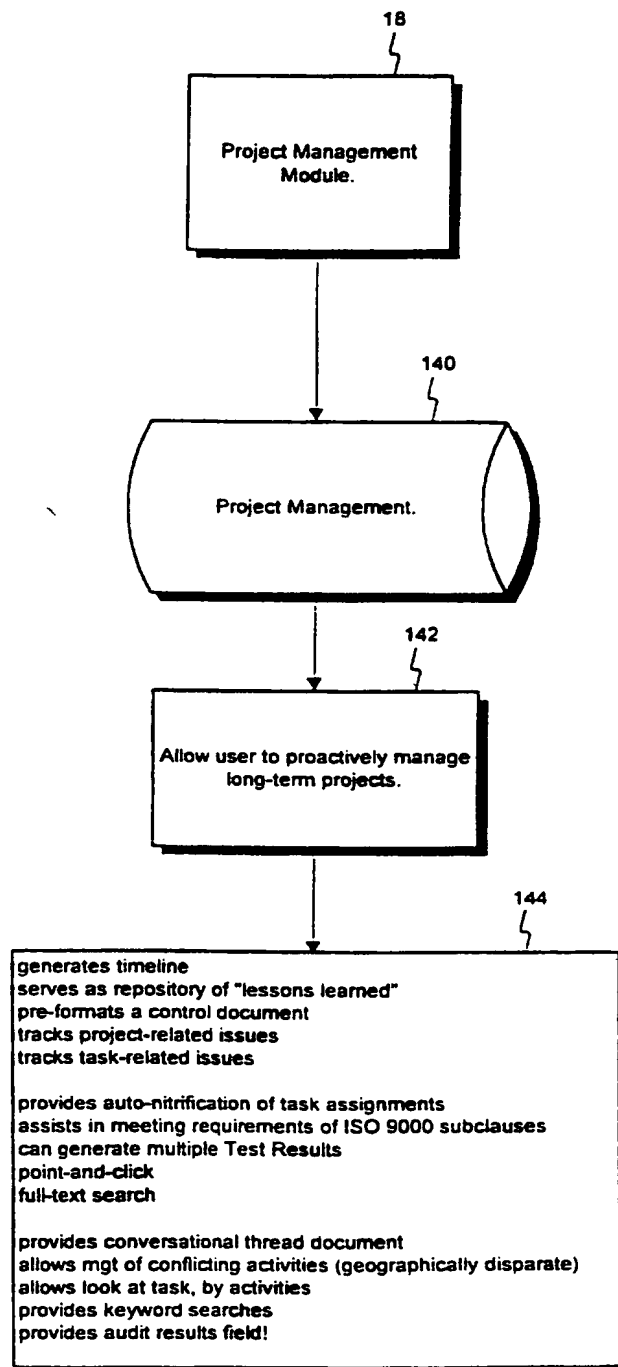 18
Project Management
Module.
140
Project Management.
142
Allow user to proactively manage
long-term projects.
144
generates timeline
serves as repository of "lessons learned"
pre-formats a control document
tracks project-related issues
tracks task-related issues
provides auto-nitrification of task assignments
assists in meeting requirements of ISO 9000 subclauses
can generate multiple Test Results
point-and-click
full-text search
provides conversational thread document
allows mgt of conflicting activities (geographically disparate)
allows look at task, by activities
provides keyword searches
provides audit results field!